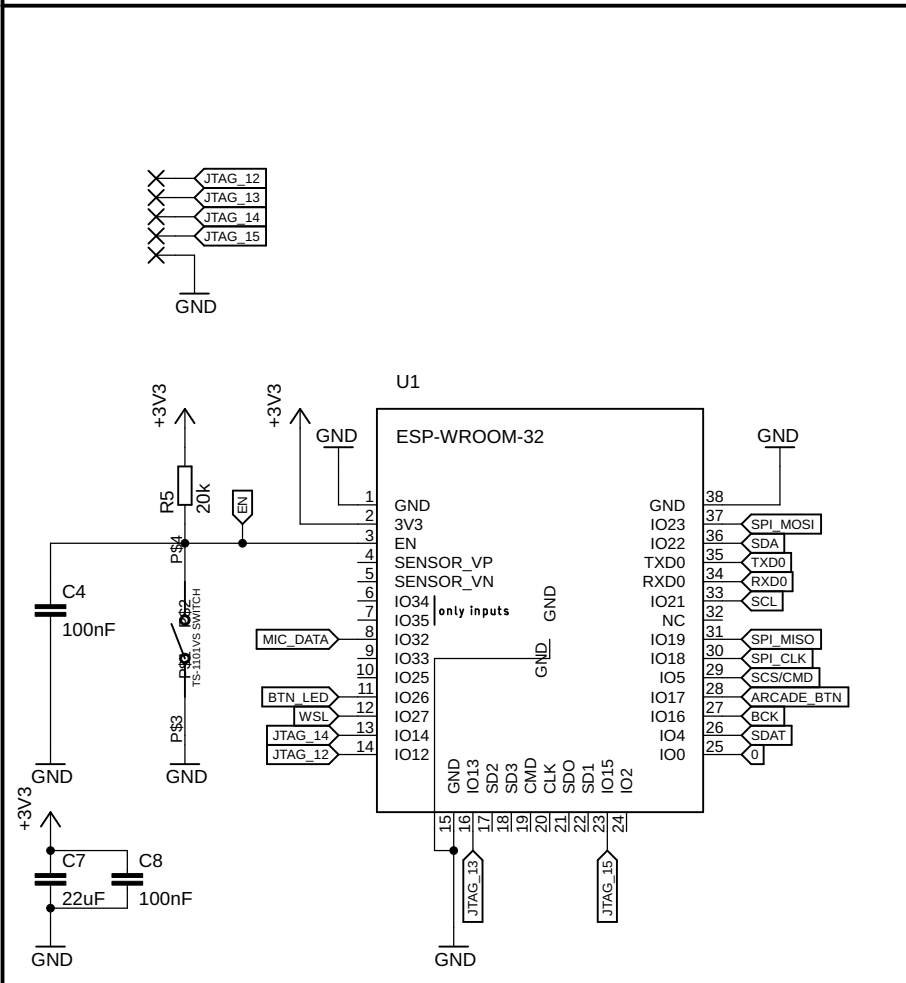 JTAG_12
JTAG_13
JTAG_14
JTAG_15
GND
U1
+3V3
+3V3
GND
ESP-WROOM-32
GND
R5
20k
EN
P$4
C4
100nF
P$2
P$1
TS-1101VS SWITCH
P$3
GND
GND
1 GND
2 3V3
3 EN
4 SENSOR_VP
5 SENSOR_VN
6 IO34
7 IO35
only inputs
MIC_DATA 8 IO32
9 IO33
10 IO25
BTN_LED 11 IO26
WSL 12 IO27
JTAG_14 13 IO14
JTAG_12 14 IO12
GND
GND
GND 38
IO23 37 SPI_MOSI
IO22 36 SDA
TXD0 35 TXD0
RXD0 34 RXD0
IO21 33 SCL
NC 32
IO19 31 SPI_MISO
IO18 30 SPI_CLK
IO5 29 SCS/CMD
IO17 28 ARCADE_BTN
IO16 27 BCK
IO4 26 SDAT
IO0 25 0
GND IO13 SD2 SD3 CMD CLK SDO SD1 IO15 IO2
15 16 17 18 19 20 21 22 23 24
JTAG_13
JTAG_15
GND
+3V3
C7
22uF
C8
100nF
GND